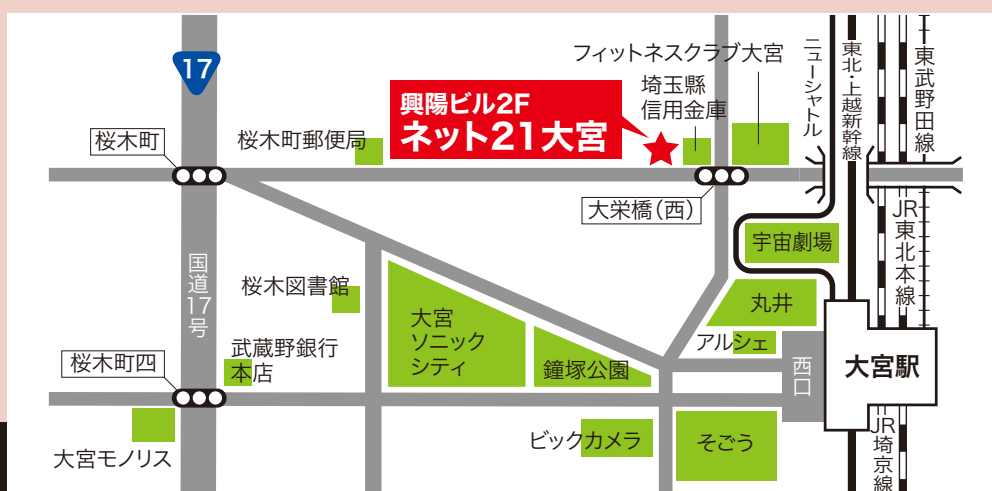 17
フィットネスクラブ大宮
埼玉縣
信用金庫
興陽ビル2F
ネット21大宮
桜木町
桜木町郵便局
ニューシャトル
東北・上越新幹線
東武野田線
大栄橋(西)
JR東北本線
宇宙劇場
国道17号
桜木図書館
大宮
ソニック
シティ
丸井
アルシェ
桜木町四
武蔵野銀行
本店
鐘塚公園
西口
大宮駅
大宮モノリス
ビックカメラ
そごう
JR埼京線